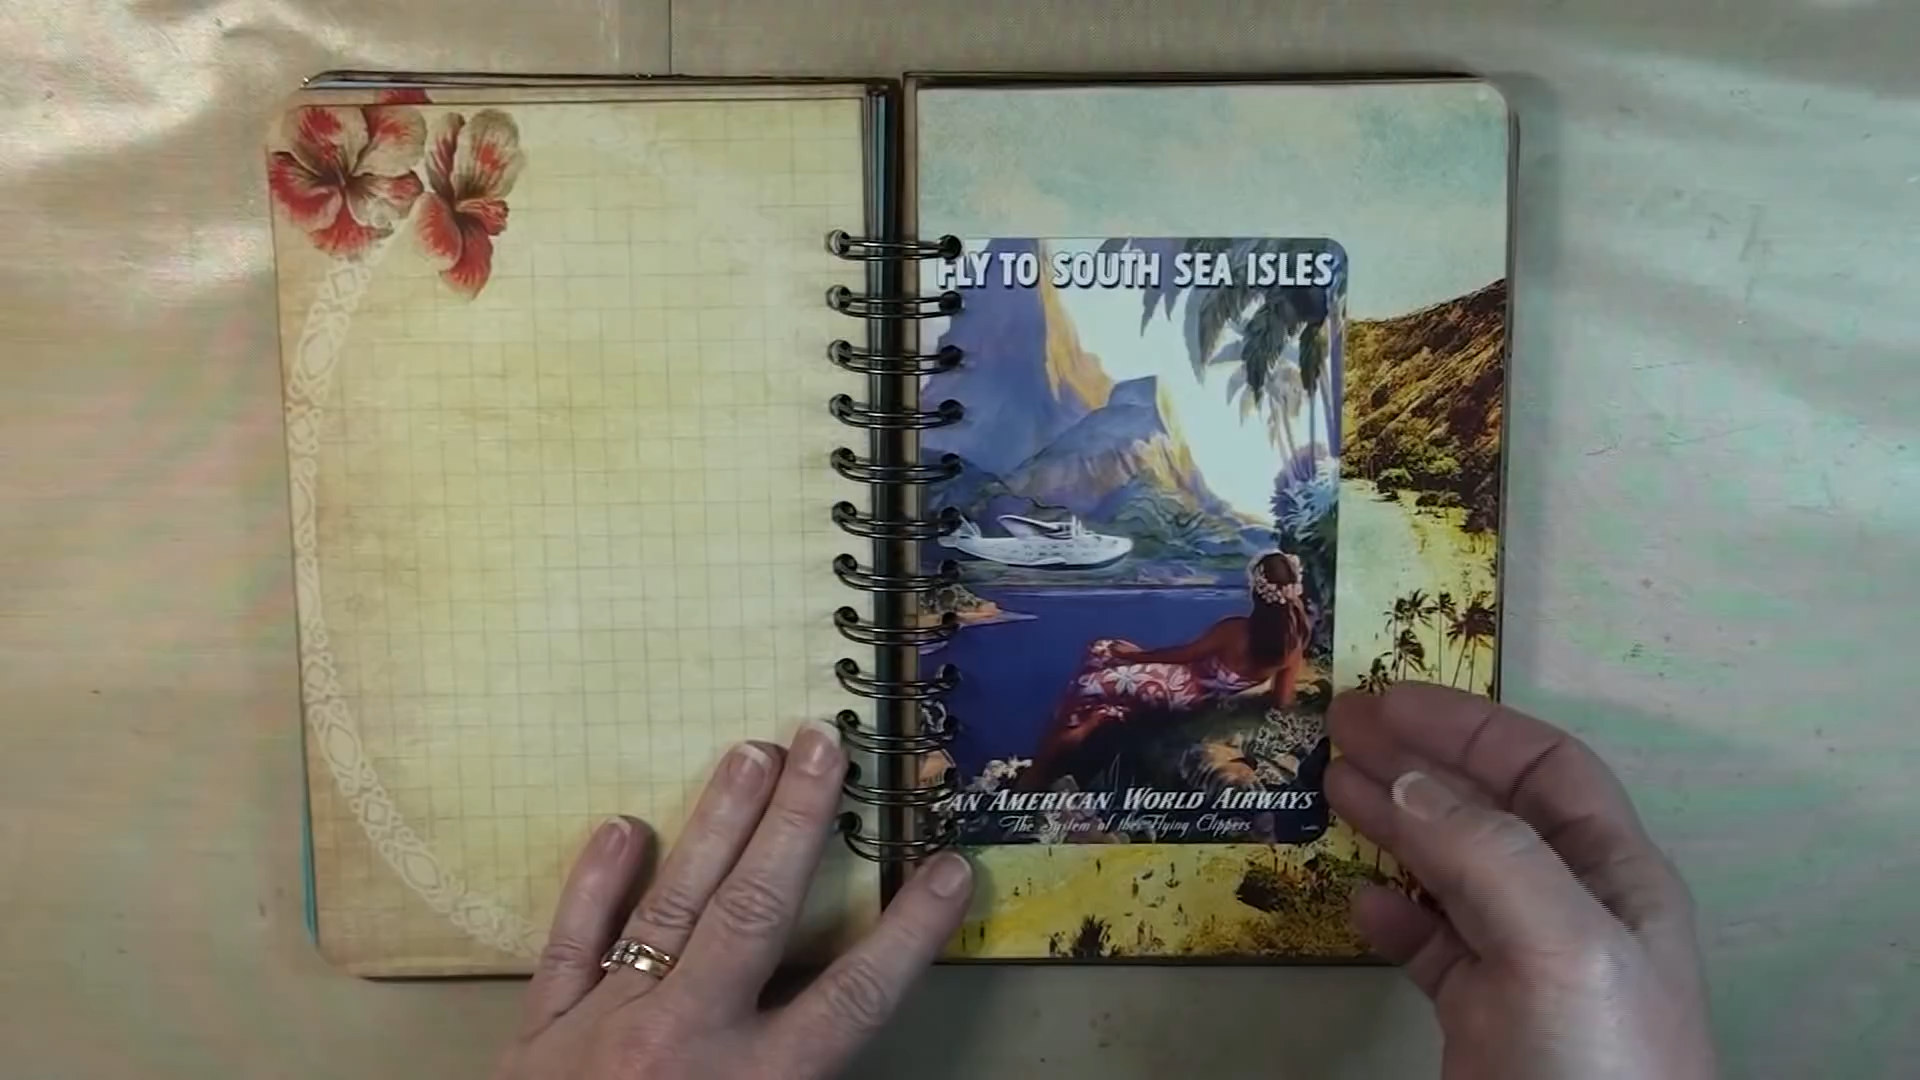 FLY TO SOUTH SEA ISLES
PAN AMERICAN WORLD AIRWAYS
The System of the Flying Clippers